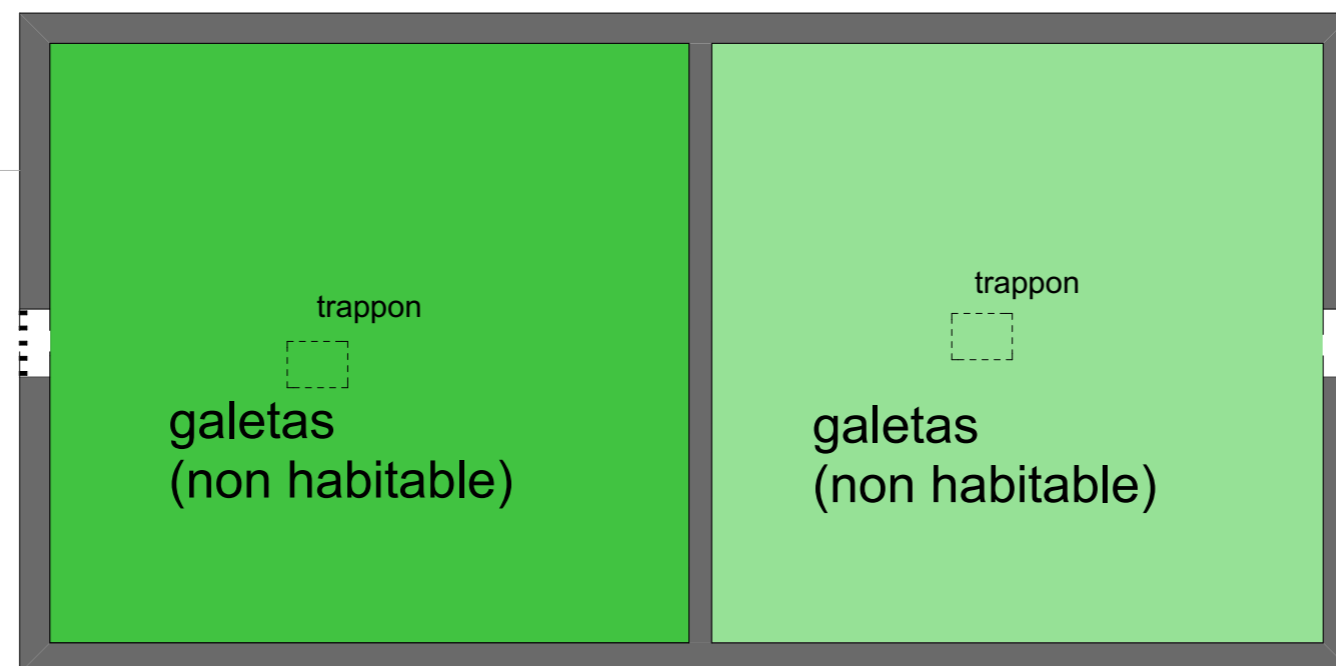 trappon
galetas
(non habitable)
trappon
galetas
(non habitable)